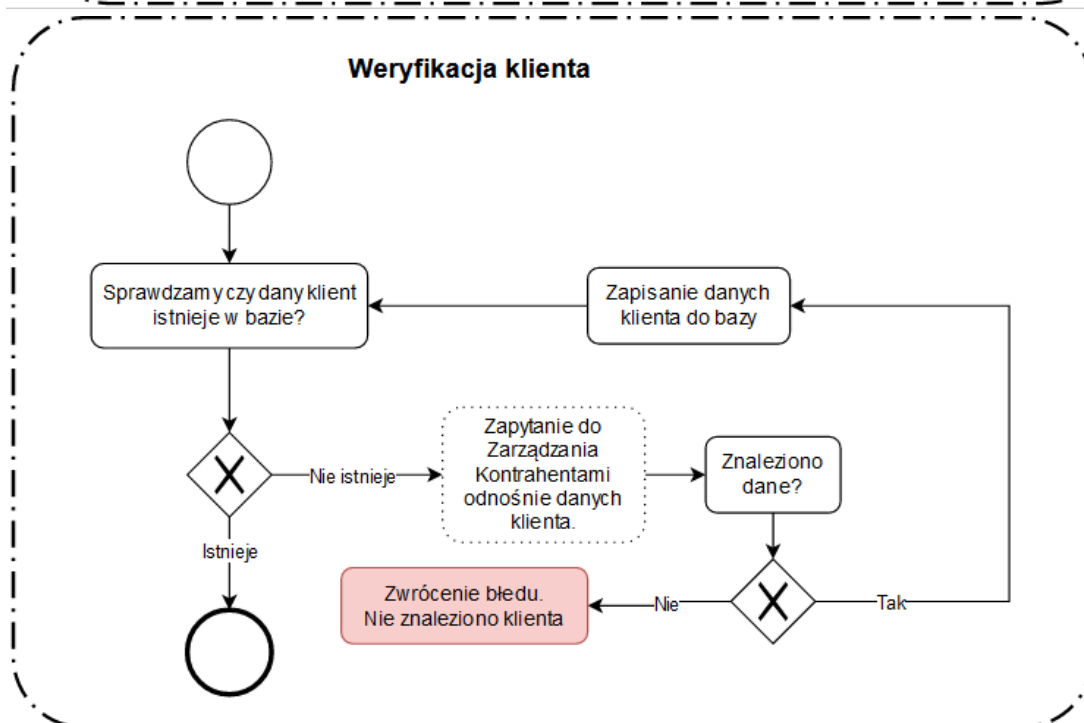 Weryfikacja klienta
Sprawdzamy czy dany klient
istnieje w bazie?
Zapisanie danych
klienta do bazy
Nie istnieje
Zapytanie do
Zarządzania
Kontrahentami
odnośnie danych
klienta.
Znaleziono
dane?
Istnieje
Zwrócenie błedu.
Nie znaleziono klienta
Nie
Tak